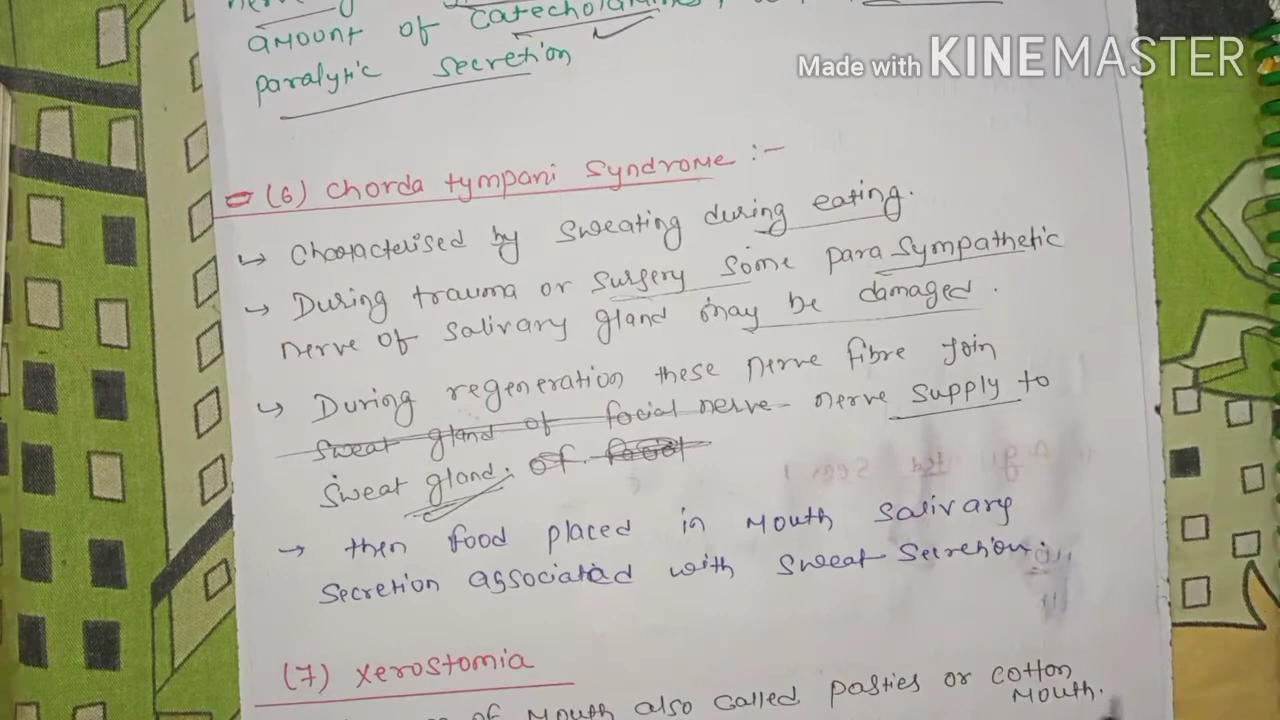 amount of Catecholamines,
paralytic secretion
Made with KINEMASTER
(6) Chorda tympani Syndrome :-
→ Characterised by sweating during eating.
→ During trauma or surgery some para sympathetic
nerve of salivary gland may be damaged.
→ During regeneration these nerve fibre join
sweat gland of facial nerve nerve supply to
sweat gland. of
→ then food placed in Mouth salivary
secretion associated with sweat secretion.
(7) Xerostomia
of Mouth also called pasties or cotton
Mouth.